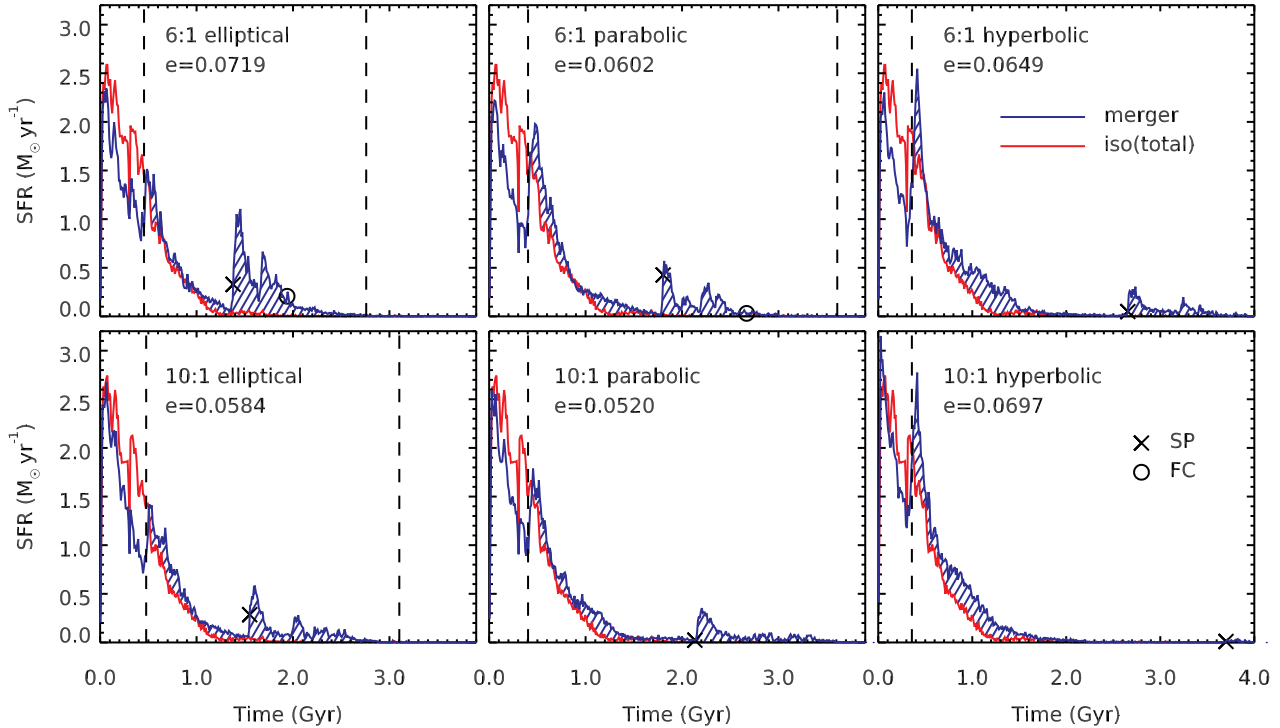 6:1 elliptical
e=0.0719
6:1 parabolic
e=0.0602
6:1 hyperbolic
e=0.0649
merger
iso(total)
3.0
2.5
2.0
1.5
1.0
0.5
0.0
SFR (M☉ yr⁻¹)
10:1 elliptical
e=0.0584
10:1 parabolic
e=0.0520
10:1 hyperbolic
e=0.0697
SP
FC
3.0
2.5
2.0
1.5
1.0
0.5
0.0
SFR (M☉ yr⁻¹)
0.0 1.0 2.0 3.0 0.0 1.0 2.0 3.0 0.0 1.0 2.0 3.0 4.0
Time (Gyr) Time (Gyr) Time (Gyr)